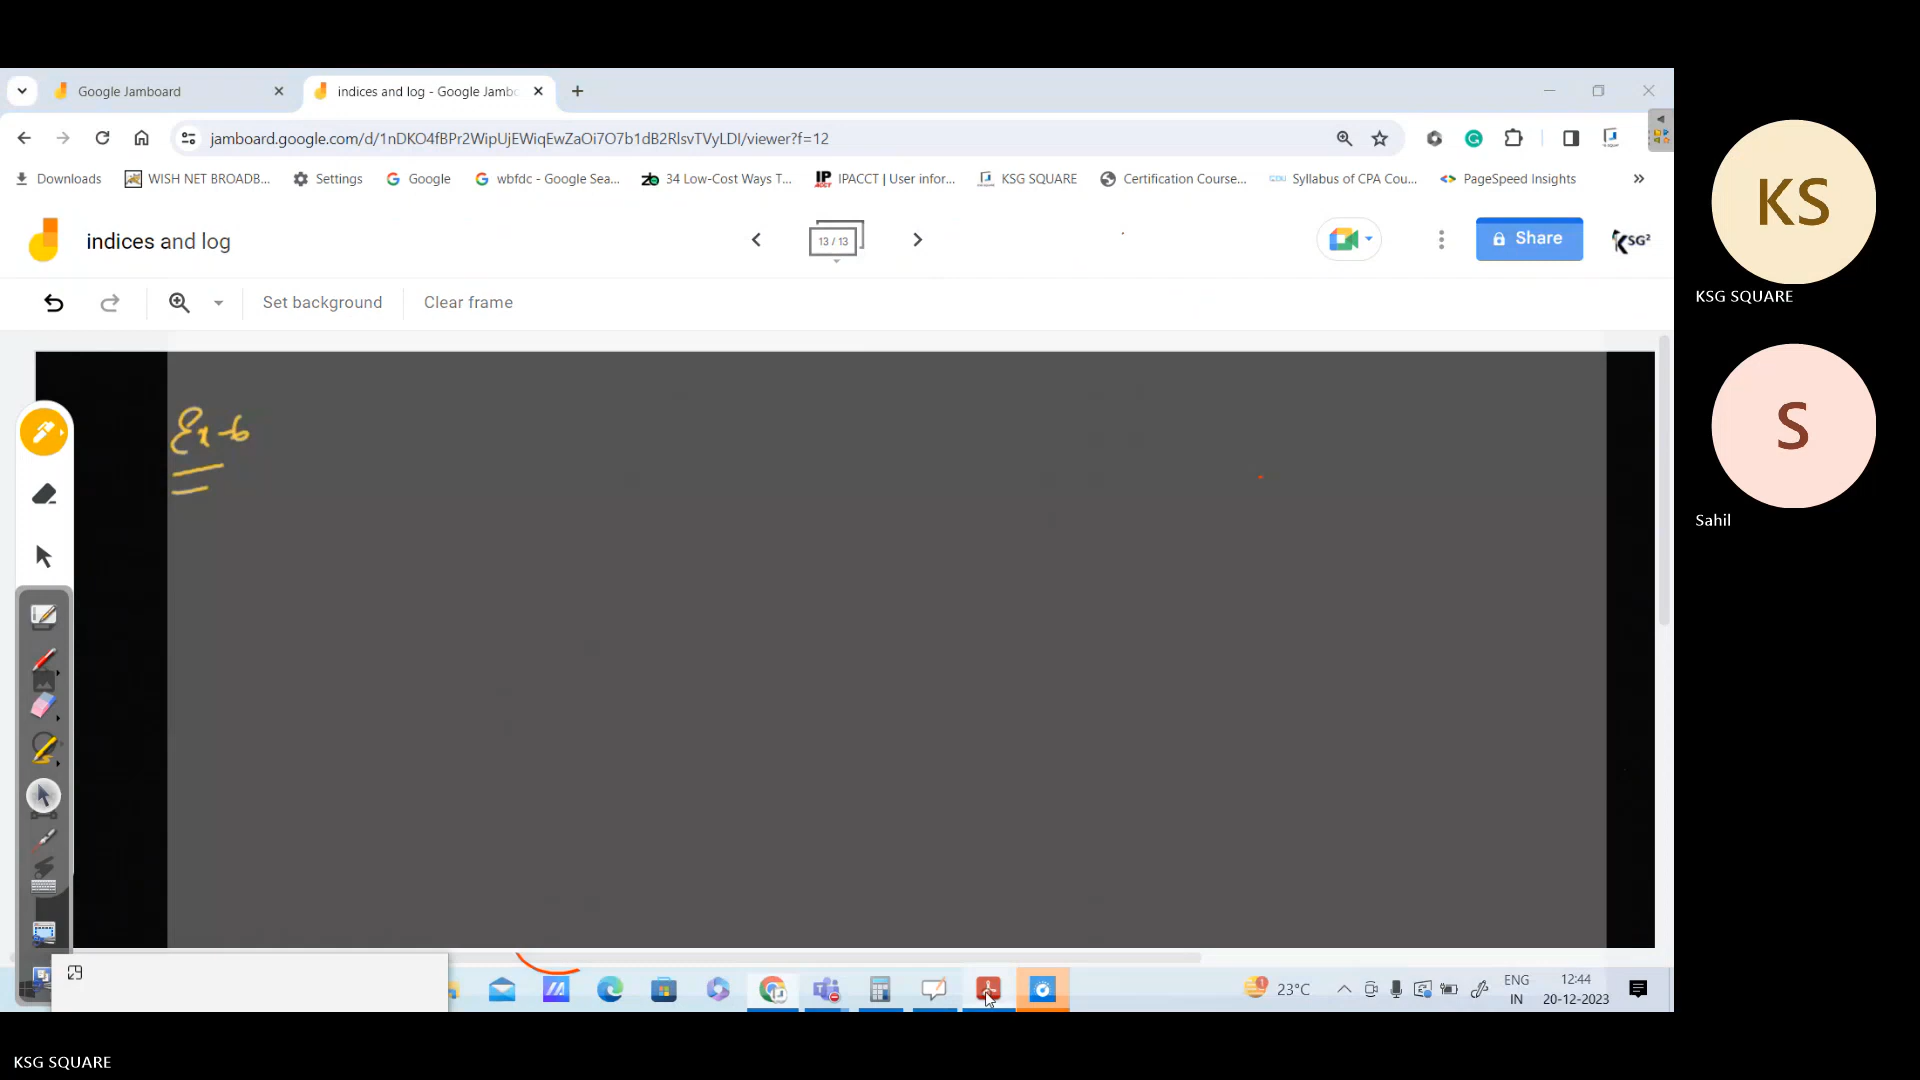 Google Jamboard
indices and log - Google Jambo
jamboard.google.com/d/1nDKO4fBPr2WipUjEWiqEwZaOi7O7b1dB2RlsvTVyLDI/viewer?f=12
Downloads WISH NET BROADB... Settings Google wbfdc - Google Sea... 34 Low-Cost Ways T... IPACCT | User infor... KSG SQUARE Certification Course... Syllabus of CPA Cou... PageSpeed Insights »
indices and log
13 / 13
Share
KSG²
Set background Clear frame
Ex-6
KS
KSG SQUARE
S
Sahil
23°C
ENG
IN
12:44
20-12-2023
KSG SQUARE